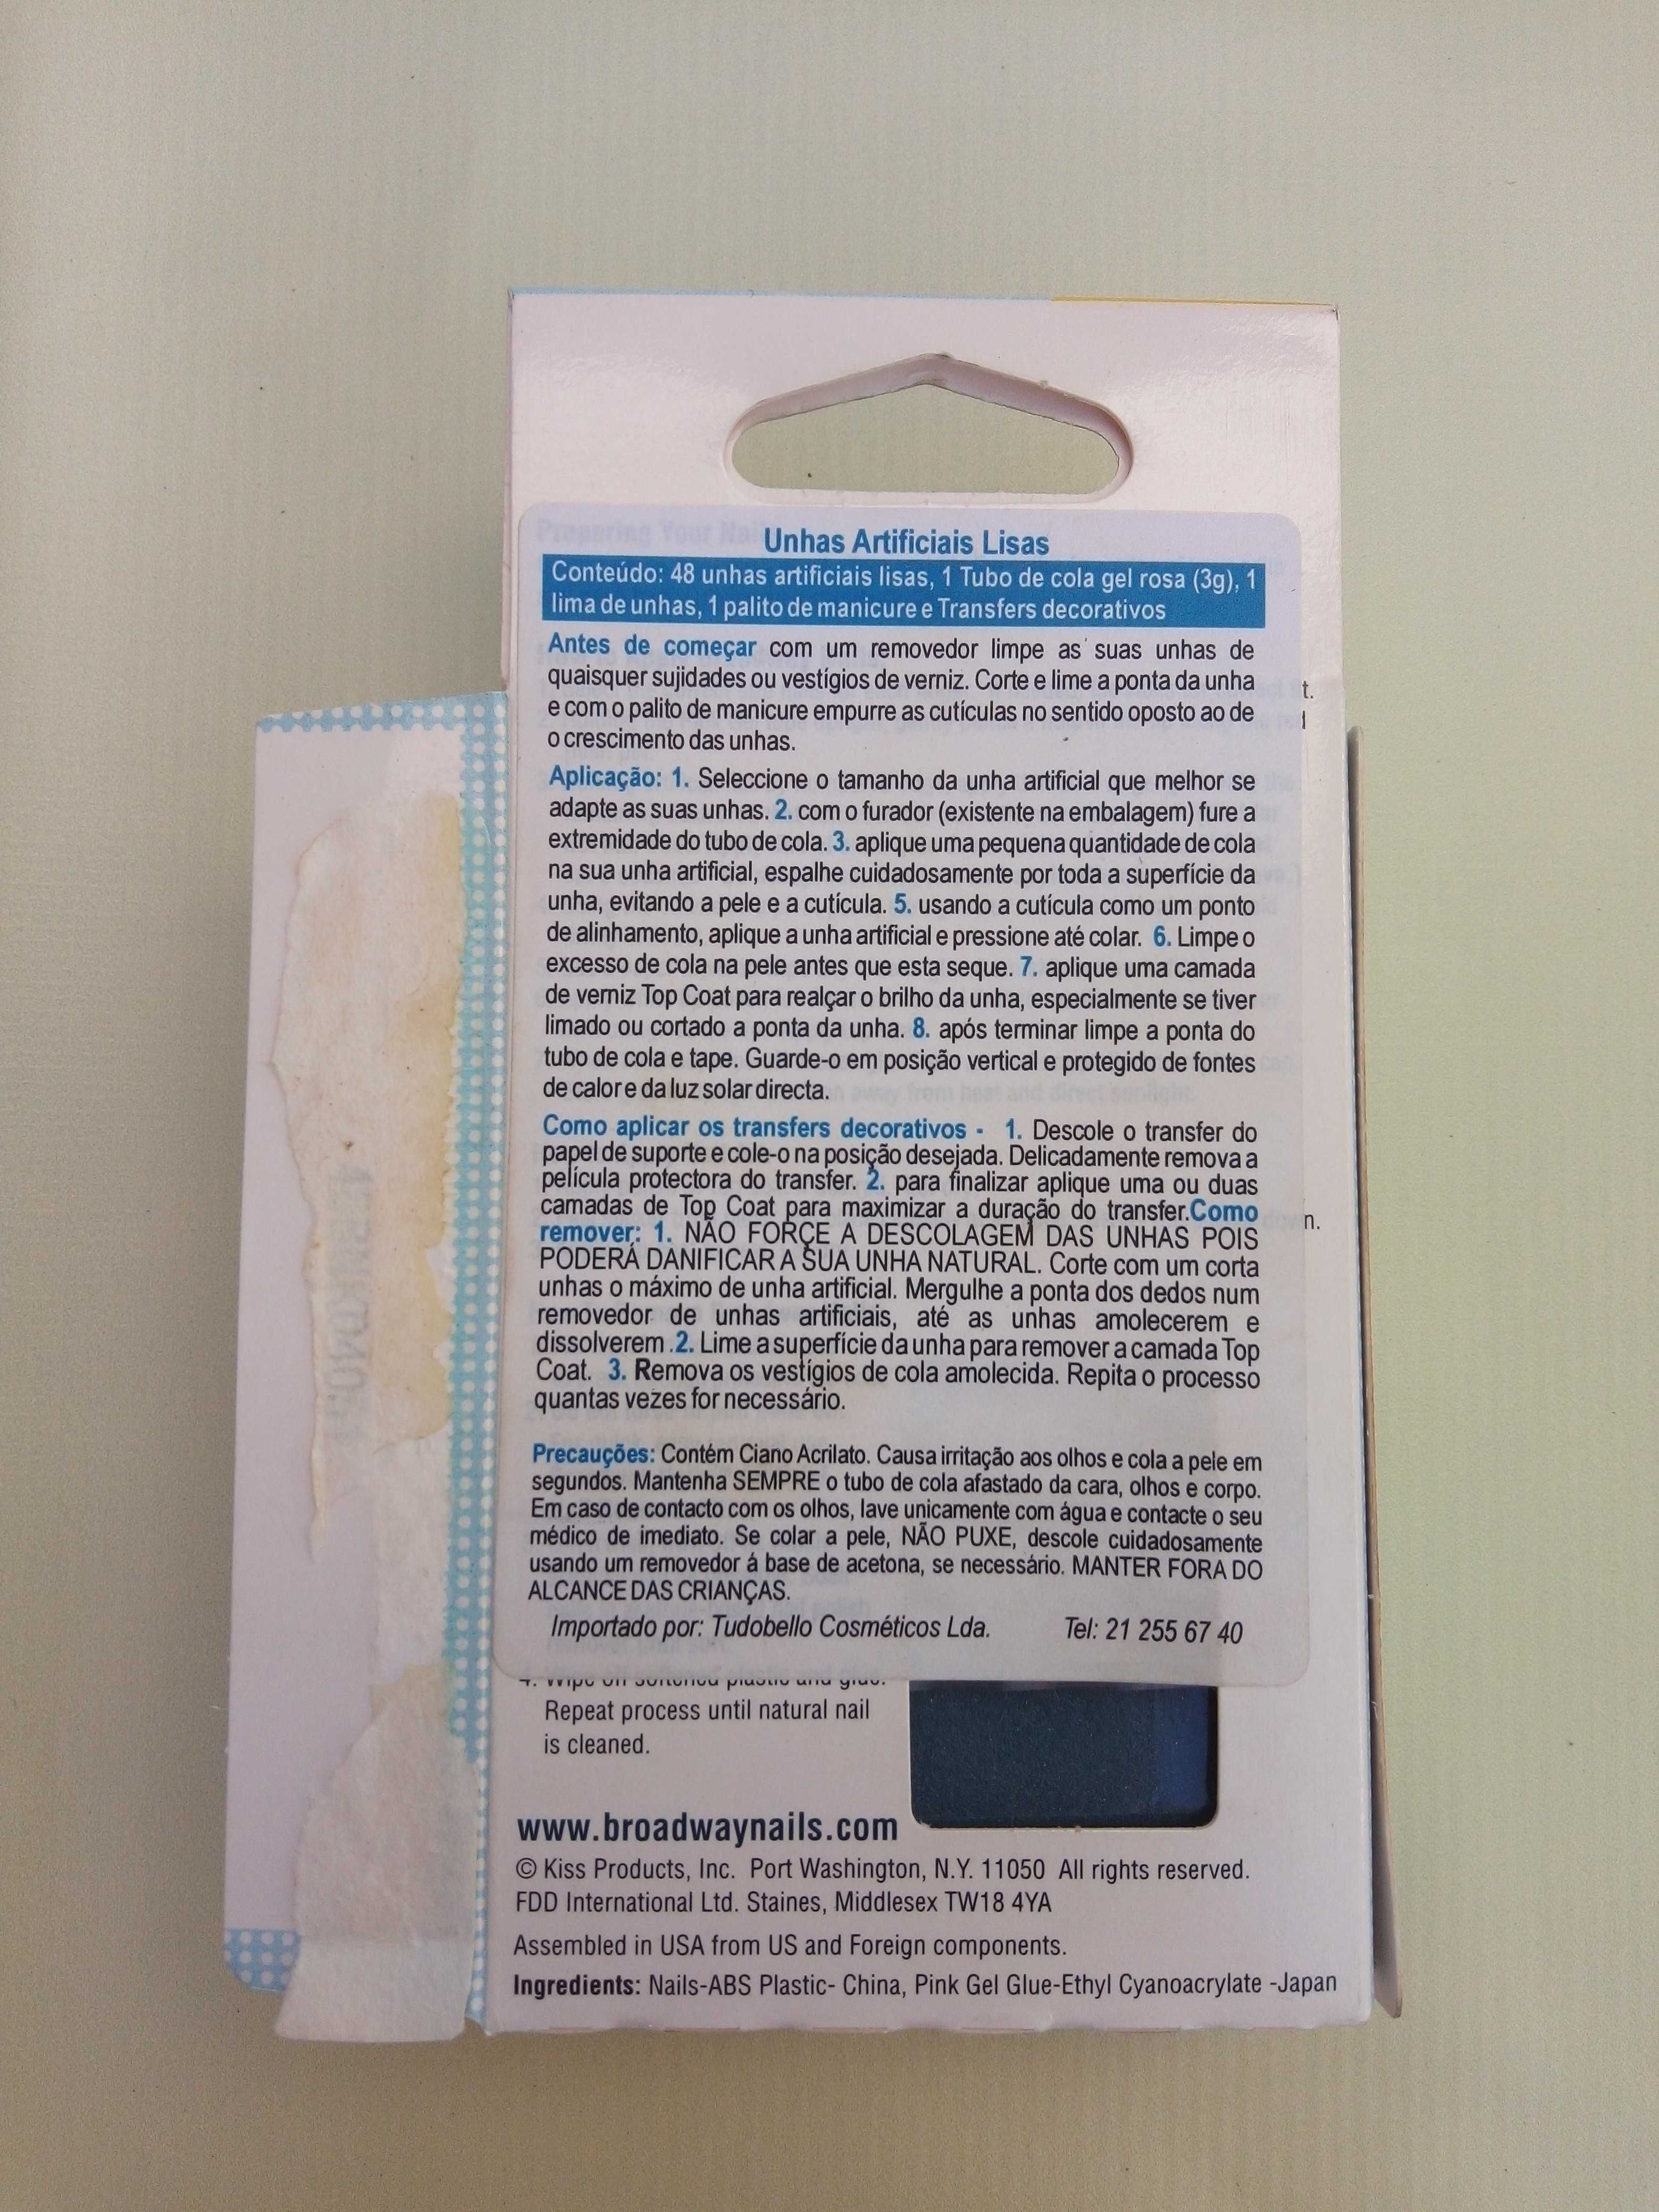 Unhas Artificiais Lisas
Conteúdo: 48 unhas artificiais lisas, 1 Tubo de cola gel rosa (3g), 1
lima de unhas, 1 palito de manicure e Transfers decorativos
Antes de começar com um removedor limpe as suas unhas de
quaisquer sujidades ou vestígios de verniz. Corte e lime a ponta da unha
e com o palito de manicure empurre as cutículas no sentido oposto ao de
o crescimento das unhas.
Aplicação: 1. Seleccione o tamanho da unha artificial que melhor se
adapte as suas unhas. 2. com o furador (existente na embalagem) fure a
extremidade do tubo de cola. 3. aplique uma pequena quantidade de cola
na sua unha artificial, espalhe cuidadosamente por toda a superfície da
unha, evitando a pele e a cutícula. 5. usando a cutícula como um ponto
de alinhamento, aplique a unha artificial e pressione até colar. 6. Limpe o
excesso de cola na pele antes que esta seque. 7. aplique uma camada
de verniz Top Coat para realçar o brilho da unha, especialmente se tiver
limado ou cortado a ponta da unha. 8. após terminar limpe a ponta do
tubo de cola e tape. Guarde-o em posição vertical e protegido de fontes
de calor e da luz solar directa.
Como aplicar os transfers decorativos - 1. Descole o transfer do
papel de suporte e cole-o na posição desejada. Delicadamente remova a
película protectora do transfer. 2. para finalizar aplique uma ou duas
camadas de Top Coat para maximizar a duração do transfer.Como
remover: 1. NÃO FORÇE A DESCOLAGEM DAS UNHAS POIS
PODERÁ DANIFICAR A SUA UNHA NATURAL. Corte com um corta
unhas o máximo de unha artificial. Mergulhe a ponta dos dedos num
removedor de unhas artificiais, até as unhas amolecerem e
dissolverem .2. Lime a superfície da unha para remover a camada Top
Coat. 3. Remova os vestígios de cola amolecida. Repita o processo
quantas vezes for necessário.
Precauções: Contém Ciano Acrilato. Causa irritação aos olhos e cola a pele em
segundos. Mantenha SEMPRE o tubo de cola afastado da cara, olhos e corpo.
Em caso de contacto com os olhos, lave unicamente com água e contacte o seu
médico de imediato. Se colar a pele, NÃO PUXE, descole cuidadosamente
usando um removedor á base de acetona, se necessário. MANTER FORA DO
ALCANCE DAS CRIANÇAS.
Importado por: Tudobello Cosméticos Lda. Tel: 21 255 67 40
4. Wipe off softened plastic and glue.
Repeat process until natural nail
is cleaned.
www.broadwaynails.com
© Kiss Products, Inc. Port Washington, N.Y. 11050 All rights reserved.
FDD International Ltd. Staines, Middlesex TW18 4YA
Assembled in USA from US and Foreign components.
Ingredients: Nails-ABS Plastic- China, Pink Gel Glue-Ethyl Cyanoacrylate -Japan